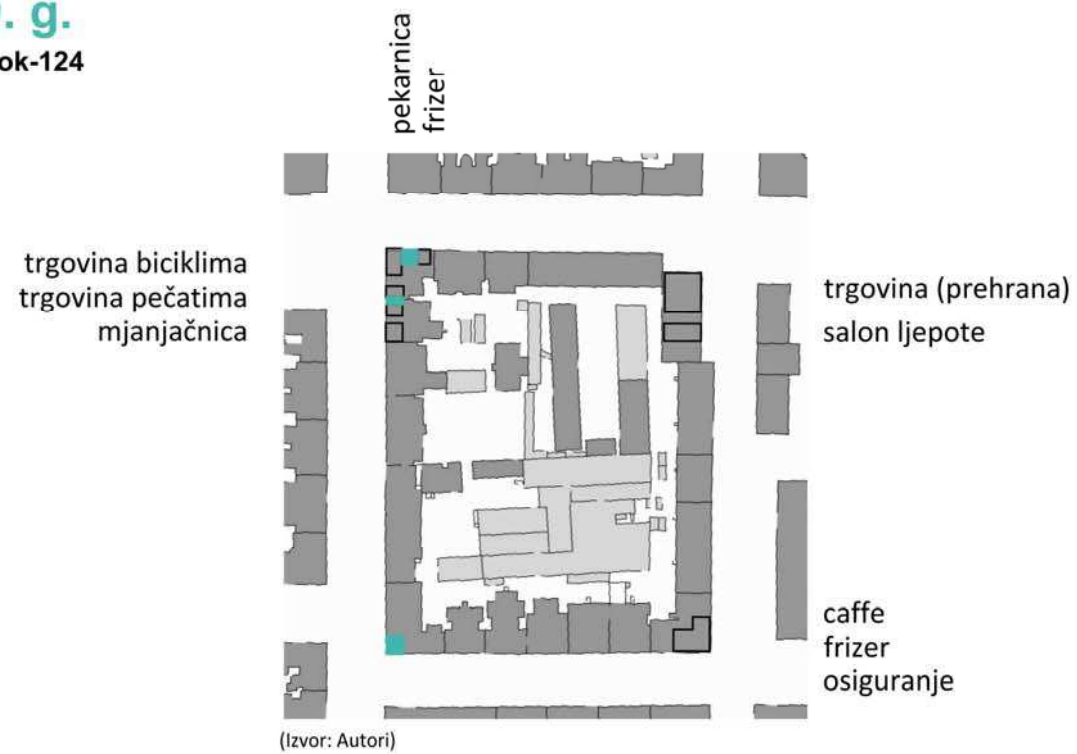 g.
ok-124
pekarnica
frizer
trgovina biciklima
trgovina pečatima
mjanjačnica
trgovina (prehrana)
salon ljepote
caffe
frizer
osiguranje
(Izvor: Autori)